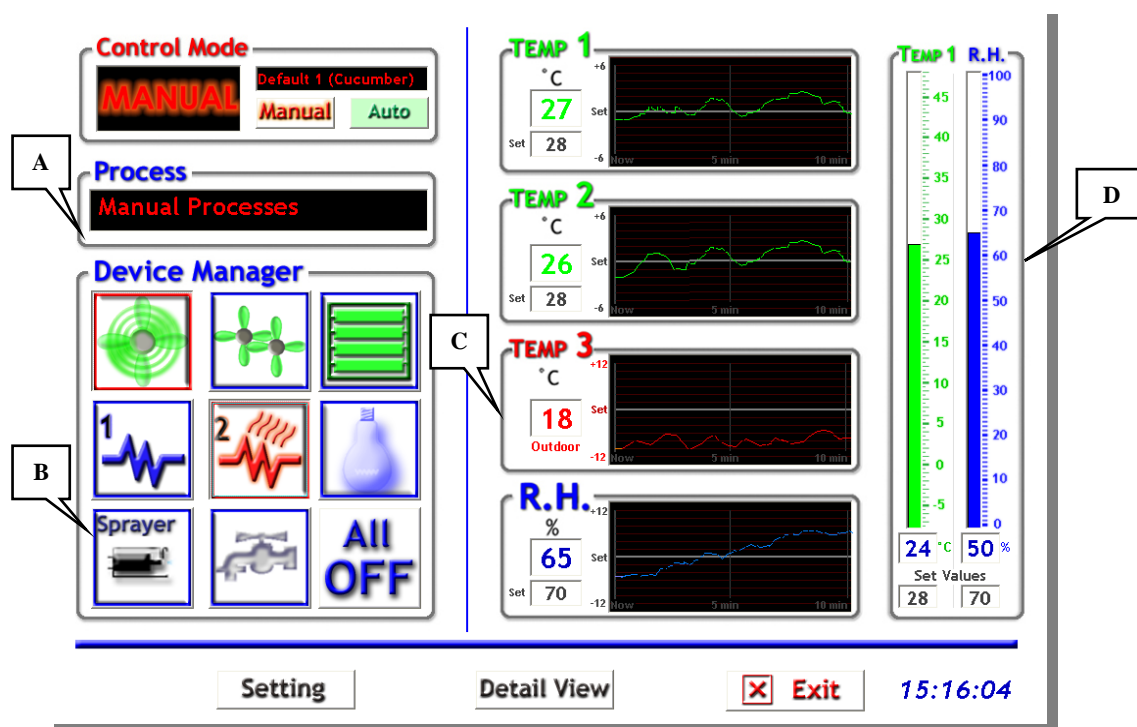 Control Mode
MANUAL
Default 1 (Cucumber)
Manual
Auto
A
Process
Manual Processes
Device Manager
1
2
B
Sprayer
All
OFF
TEMP 1
°C
27
Set 28
+6
Set
-6
Now 5 min 10 min
TEMP 2
°C
26
Set 28
+6
Set
-6
Now 5 min 10 min
C
TEMP 3
°C
18
Outdoor
+12
Set
-12
Now 5 min 10 min
R.H.
%
65
Set 70
+12
Set
-12
Now 5 min 10 min
TEMP 1 R.H.
45
40
35
30
25
20
15
10
5
0
-5
100
90
80
70
60
50
40
30
20
10
0
24 °C 50 %
Set Values
28 70
D
Setting
Detail View
Exit
15:16:04